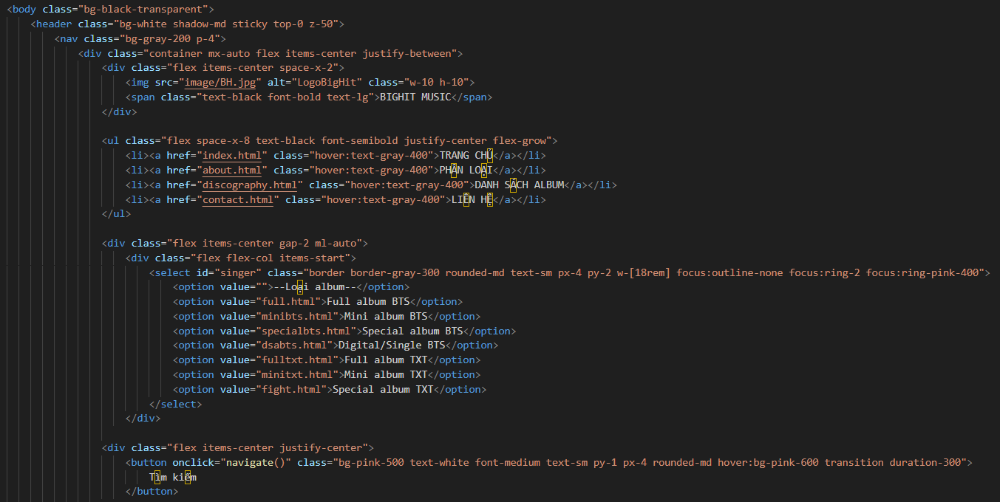 <body class="bg-black-transparent">
<header class="bg-white shadow-md sticky top-0 z-50">
<nav class="bg-gray-200 p-4">
<div class="container mx-auto flex items-center justify-between">
<div class="flex items-center space-x-2">
<img src="image/BH.jpg" alt="LogoBigHit" class="w-10 h-10">
<span class="text-black font-bold text-lg">BIGHIT MUSIC</span>
</div>
<ul class="flex space-x-8 text-black font-semibold justify-center flex-grow">
<li><a href="index.html" class="hover:text-gray-400">TRANG CHỦ</a></li>
<li><a href="about.html" class="hover:text-gray-400">PHÂN LOẠI</a></li>
<li><a href="discography.html" class="hover:text-gray-400">DANH SÁCH ALBUM</a></li>
<li><a href="contact.html" class="hover:text-gray-400">LIÊN HỆ</a></li>
</ul>
<div class="flex items-center gap-2 ml-auto">
<div class="flex flex-col items-start">
<select id="singer" class="border border-gray-300 rounded-md text-sm px-4 py-2 w-[18rem] focus:outline-none focus:ring-2 focus:ring-pink-400">
<option value="">--Loại album--</option>
<option value="full.html">Full album BTS</option>
<option value="minibts.html">Mini album BTS</option>
<option value="specialbts.html">Special album BTS</option>
<option value="dsabts.html">Digital/Single BTS</option>
<option value="fulltxt.html">Full album TXT</option>
<option value="minitxt.html">Mini album TXT</option>
<option value="fight.html">Special album TXT</option>
</select>
</div>
<div class="flex items-center justify-center">
<button onclick="navigate()" class="bg-pink-500 text-white font-medium text-sm py-1 px-4 rounded-md hover:bg-pink-600 transition duration-300">
Tìm kiếm
</button>